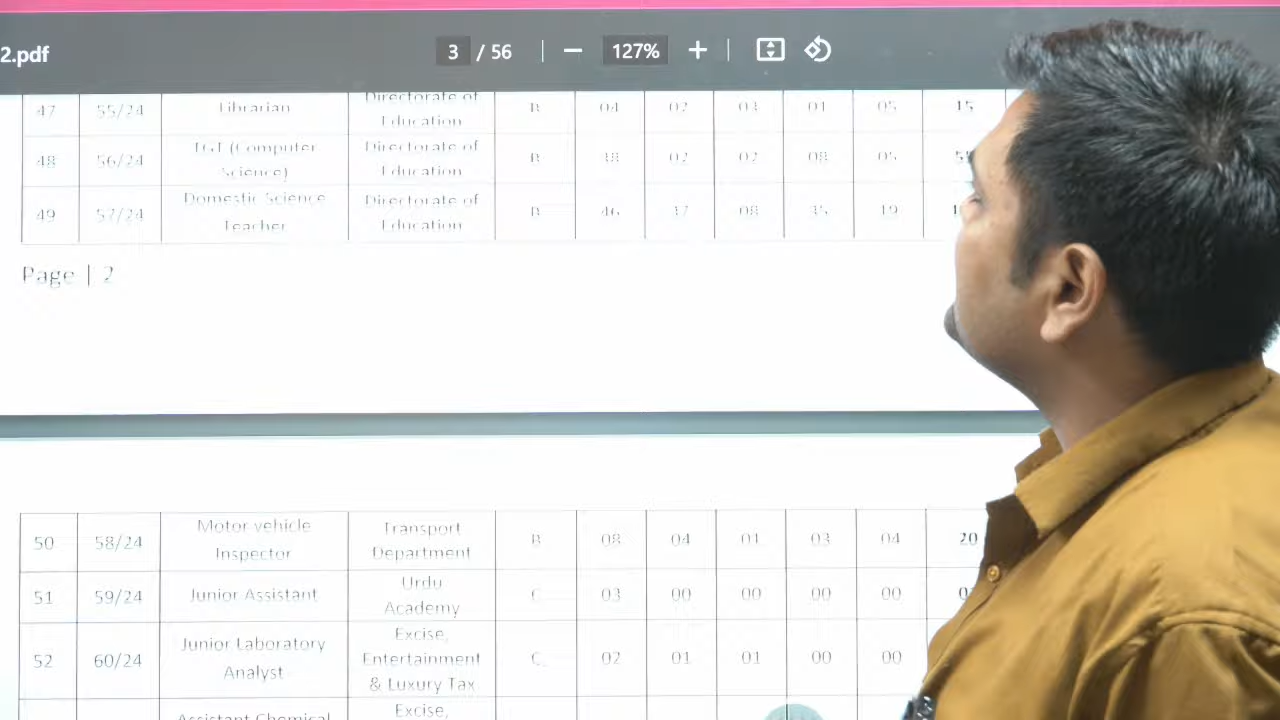 2.pdf 3 / 56 127%
47 55/24 Librarian Directorate of Education B 04 02 03 01 05 15
48 56/24 TGT (Computer Science) Directorate of Education B 02 02 08 05
49 57/24 Domestic Science Teacher Directorate of Education B 46 37 08 35 19
Page | 2
50 58/24 Motor vehicle Inspector Transport Department B 08 04 01 03 04 20
51 59/24 Junior Assistant Urdu Academy C 03 00 00 00 00
52 60/24 Junior Laboratory Analyst Excise, Entertainment & Luxury Tax C 02 01 01 00 00
Assistant Chemical Excise,